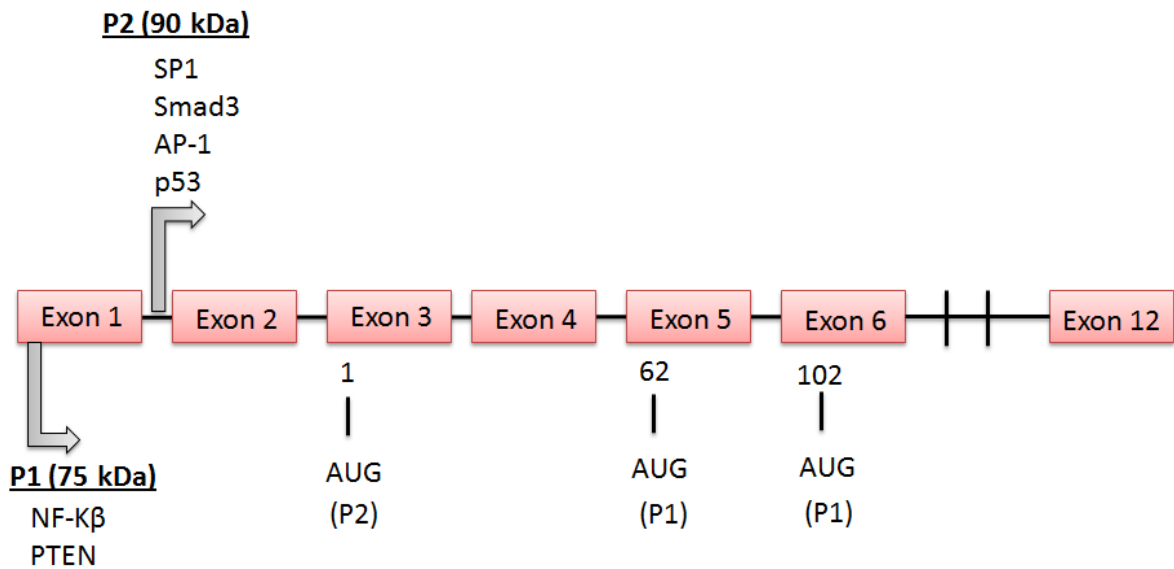 P2 (90 kDa)
SP1
Smad3
AP-1
p53
Exon 1
Exon 2
Exon 3
Exon 4
Exon 5
Exon 6
Exon 12
1
62
102
AUG
AUG
AUG
(P2)
(P1)
(P1)
P1 (75 kDa)
NF-Kβ
PTEN